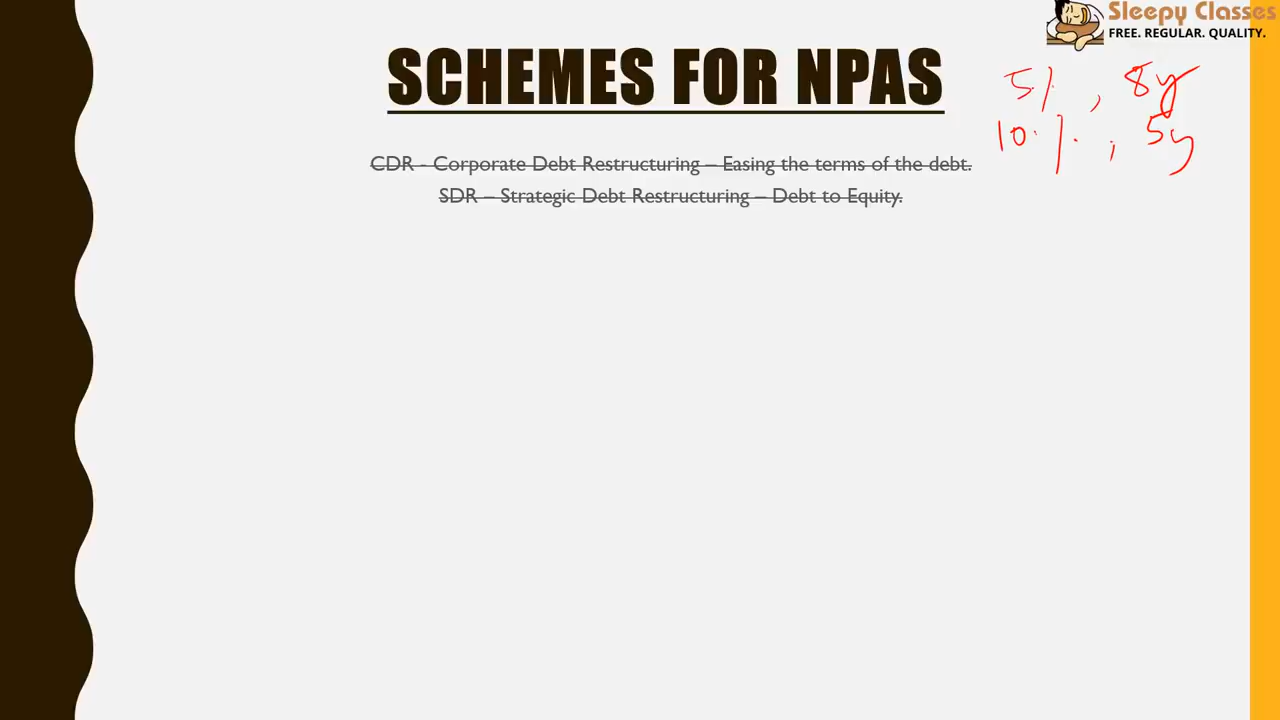 Sleepy Classes
FREE. REGULAR. QUALITY.
SCHEMES FOR NPAS
5%, 8y
10%, 5y
CDR - Corporate Debt Restructuring – Easing the terms of the debt.
SDR – Strategic Debt Restructuring – Debt to Equity.